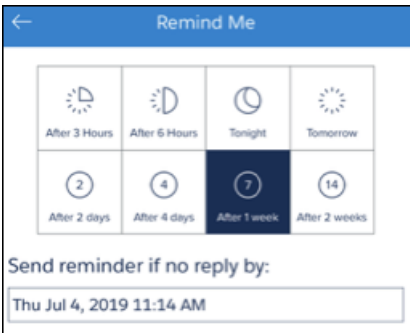 Remind Me
After 3 Hours After 6 Hours Tonight Tomorrow
2 4 7 14
After 2 days After 4 days After 1 week After 2 weeks
Send reminder if no reply by:
Thu Jul 4, 2019 11:14 AM